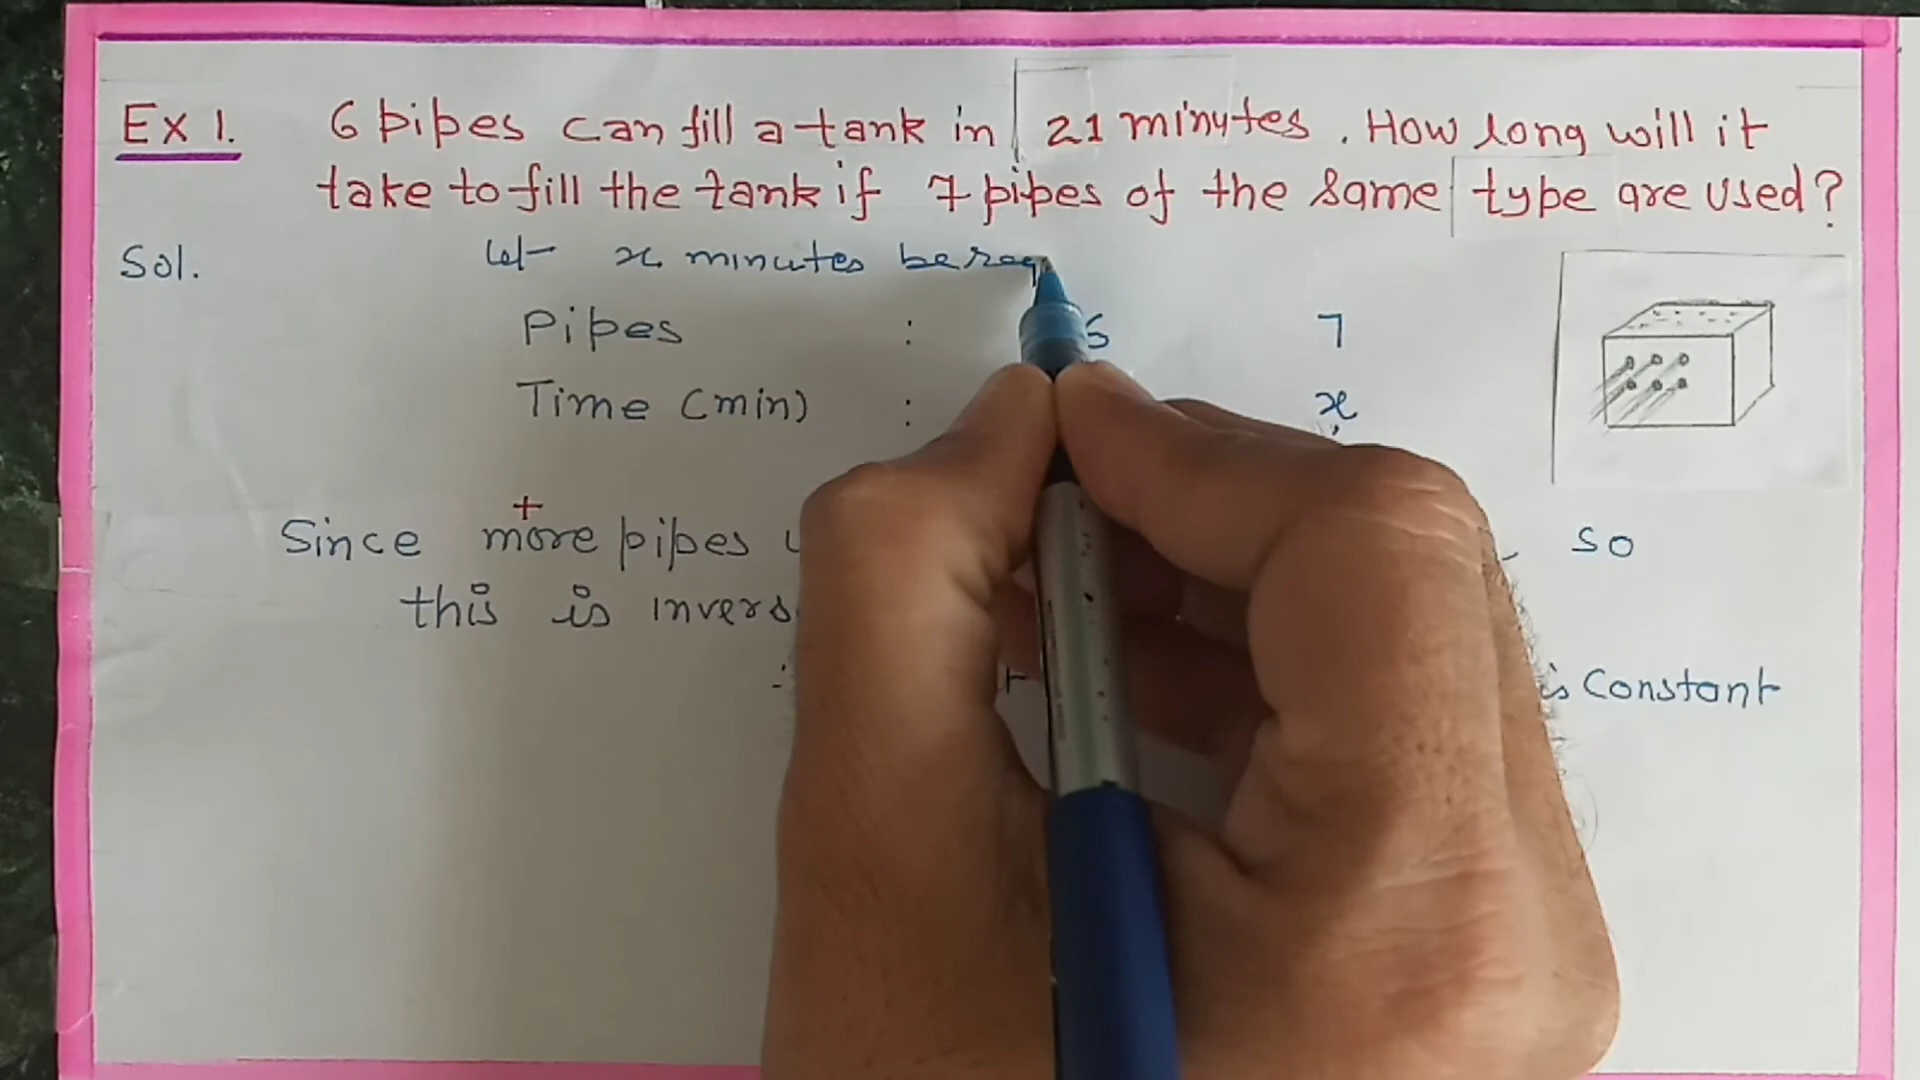 Ex 1. 6 pipes can fill a tank in 21 minutes. How long will it
take to fill the tank if 7 pipes of the same type are used?
Sol. Let x minutes be
Pipes : 6 7
Time (min) : x
+
Since more pipes so
this is
is constant